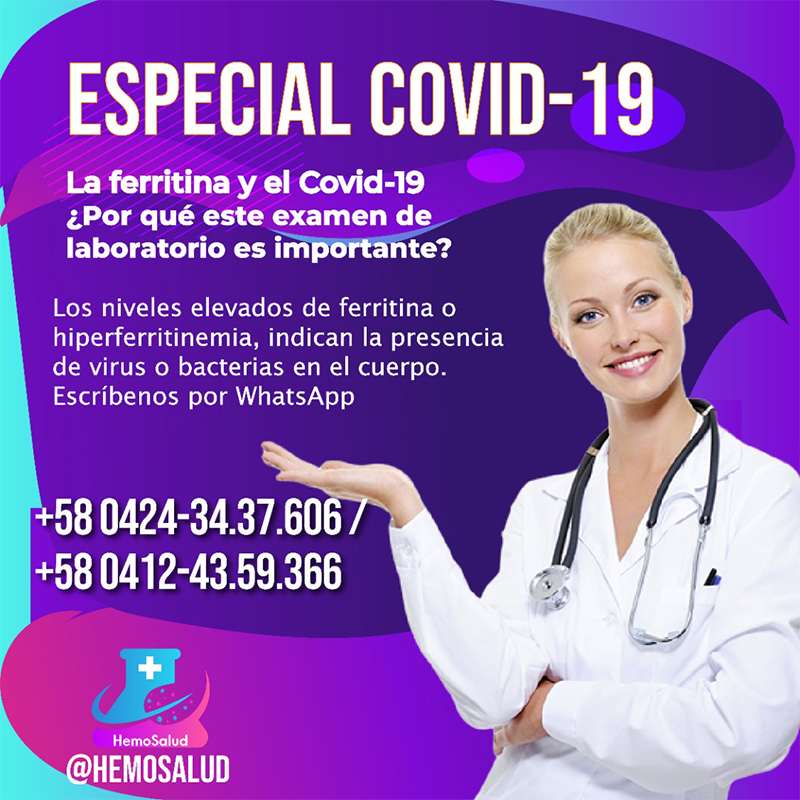 ESPECIAL COVID-19
La ferritina y el Covid-19
¿Por qué este examen de
laboratorio es importante?
Los niveles elevados de ferritina o
hiperferritinemia, indican la presencia
de virus o bacterias en el cuerpo.
Escríbenos por WhatsApp
+58 0424-34.37.606 /
+58 0412-43.59.366
HemoSalud
@HEMOSALUD